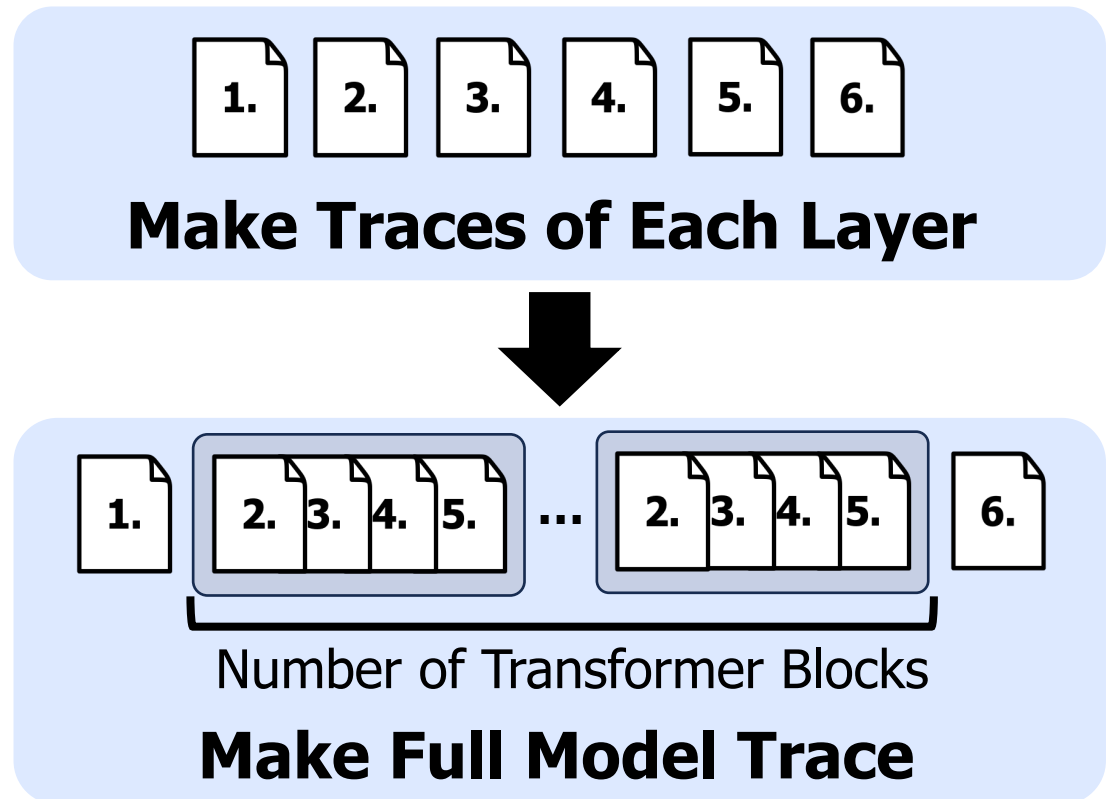 1. 2. 3. 4. 5. 6.
Make Traces of Each Layer
1. 2. 3. 4. 5. ... 2. 3. 4. 5. 6.
Number of Transformer Blocks
Make Full Model Trace